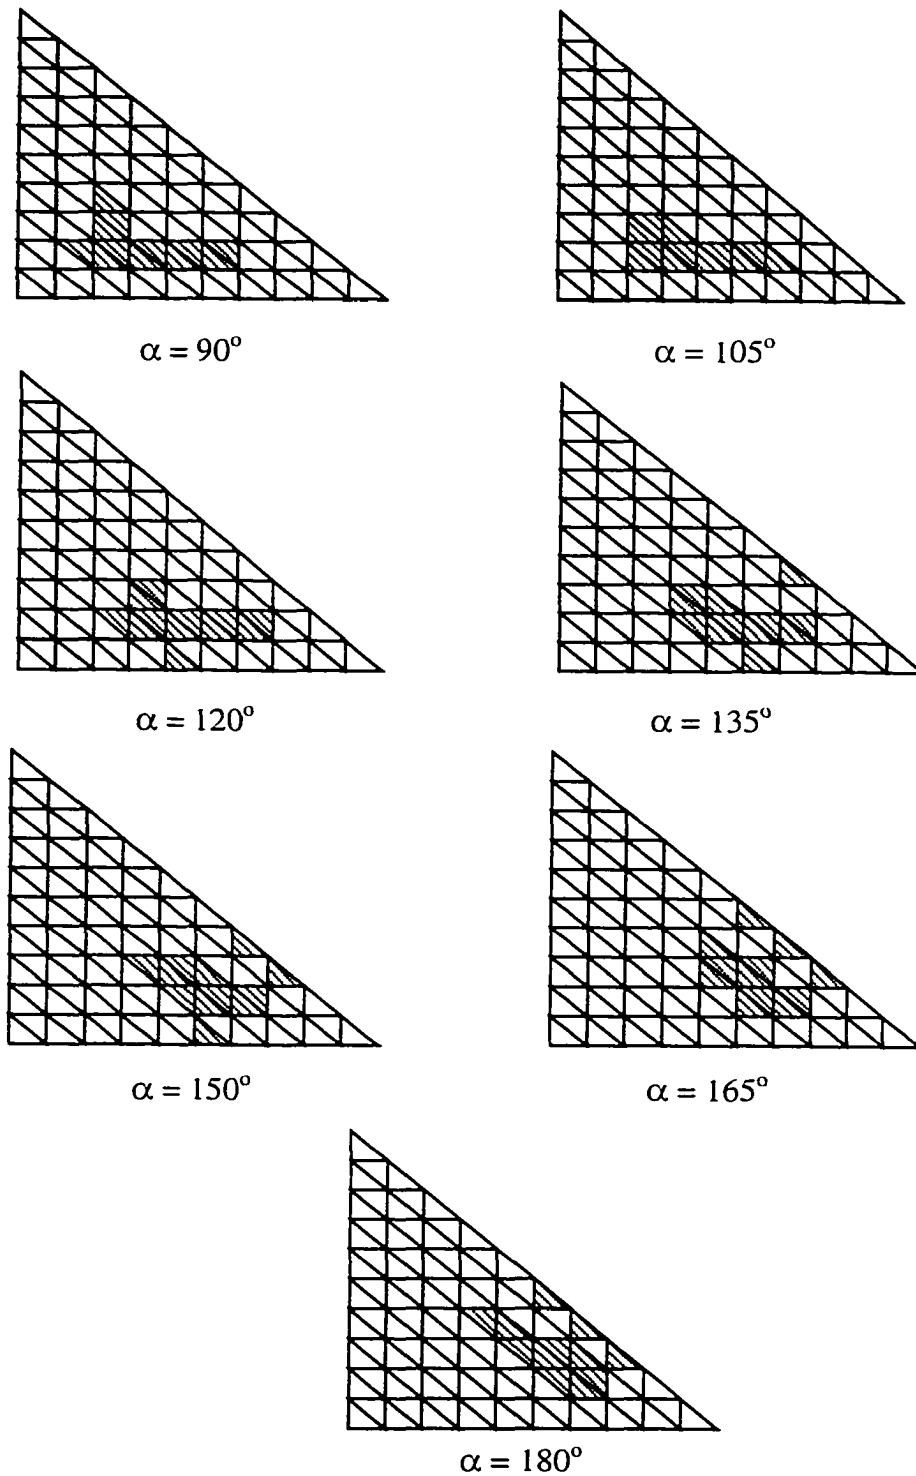 α = 90°
α = 105°
α = 120°
α = 135°
α = 150°
α = 165°
α = 180°